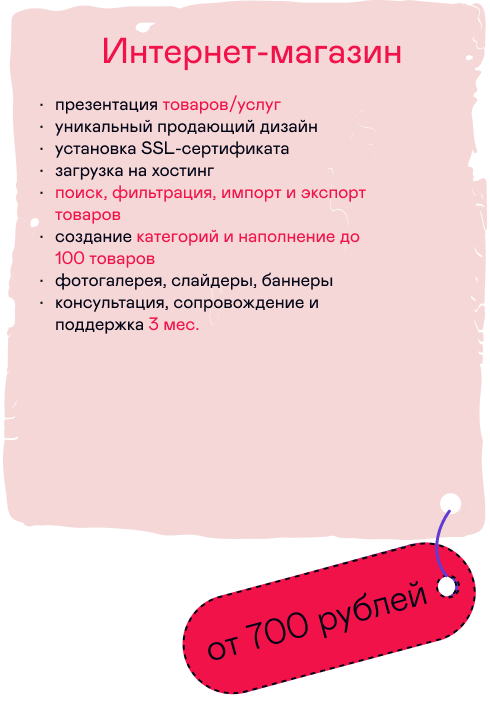 Интернет-магазин
· презентация товаров/услуг
· уникальный продающий дизайн
· установка SSL-сертификата
· загрузка на хостинг
· поиск, фильтрация, импорт и экспорт
товаров
· создание категорий и наполнение до
100 товаров
· фотогалерея, слайдеры, баннеры
· консультация, сопровождение и
поддержка 3 мес.
от 700 рублей